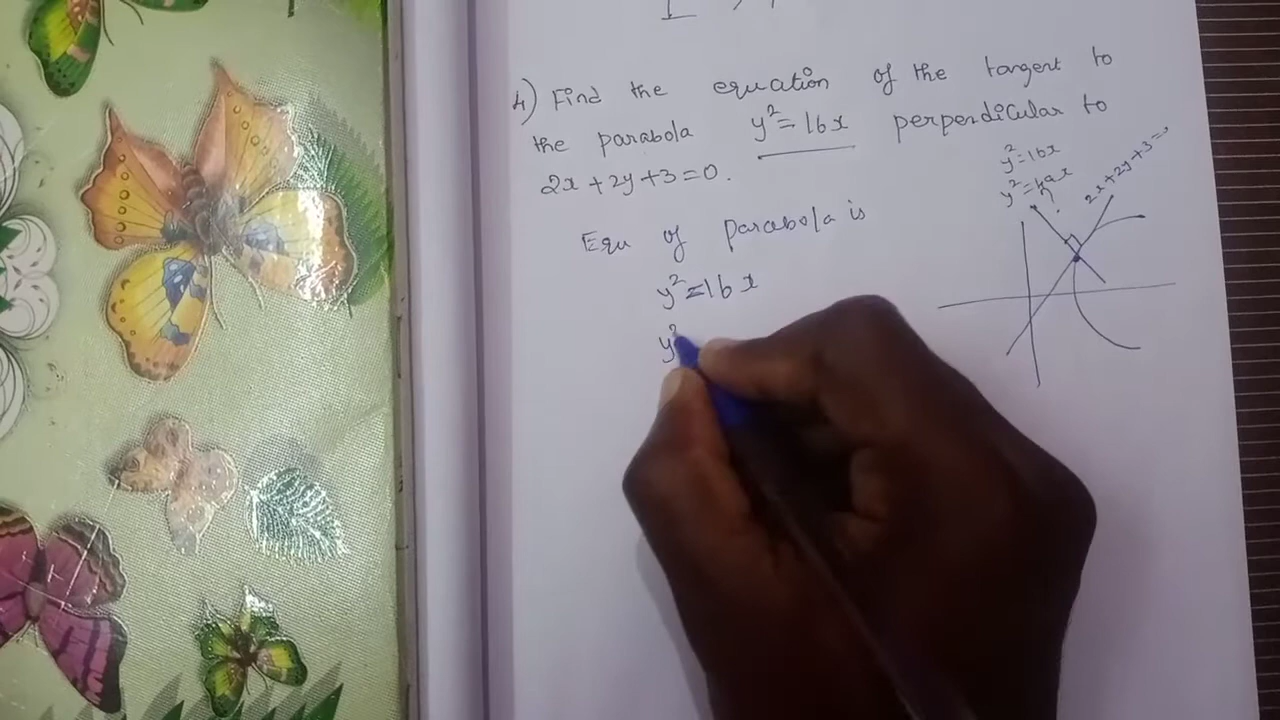 4) Find the equation of the tangent to
the parabola y² = 16x perpendicular to
2x + 2y + 3 = 0.
Equ of parabola is
y² = 16x
y²
y² = 16x
y² = 4ax
2x + 2y + 3 =